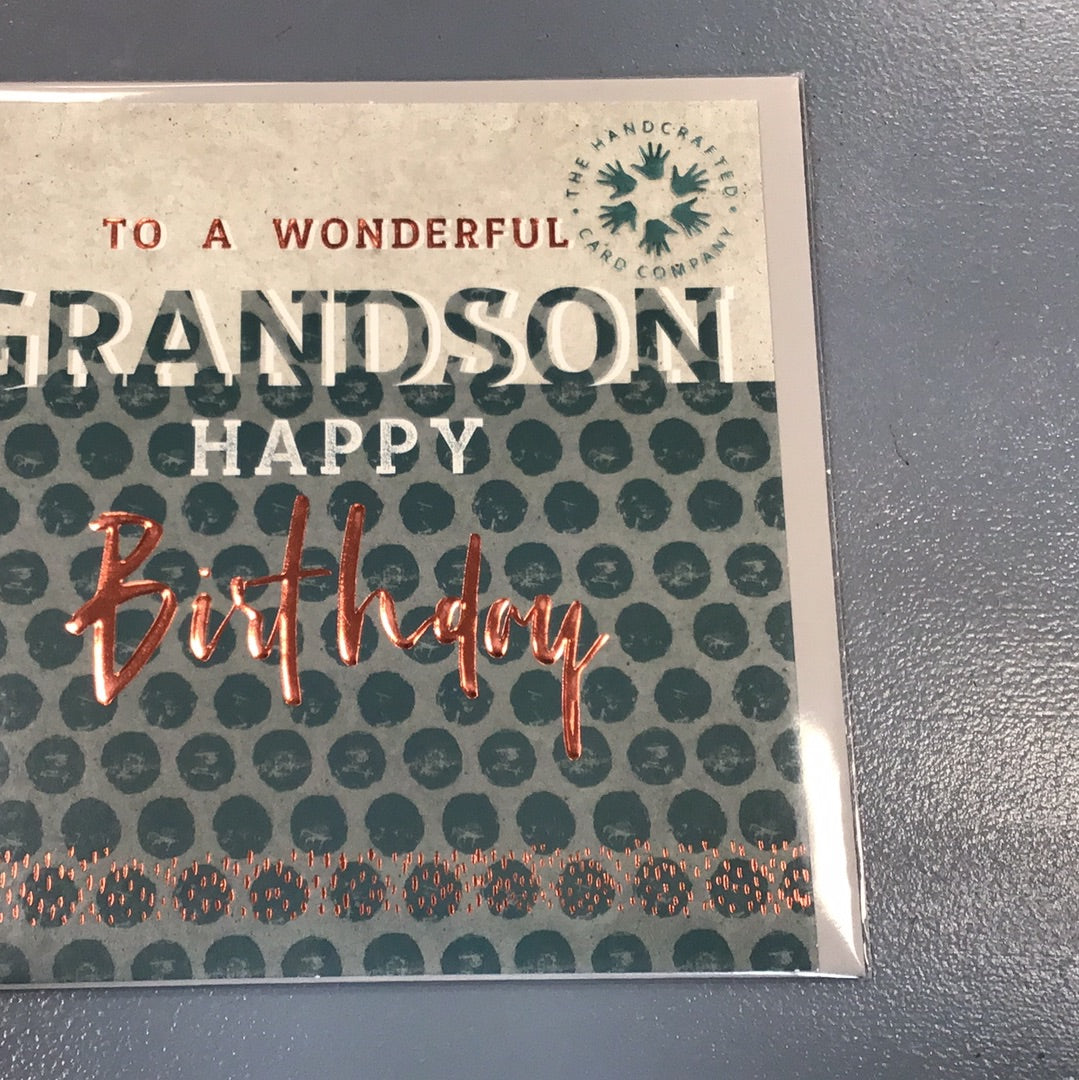 THE HANDCRAFTED
CARD COMPANY
TO A WONDERFUL
GRANDSON
HAPPY
Birthday